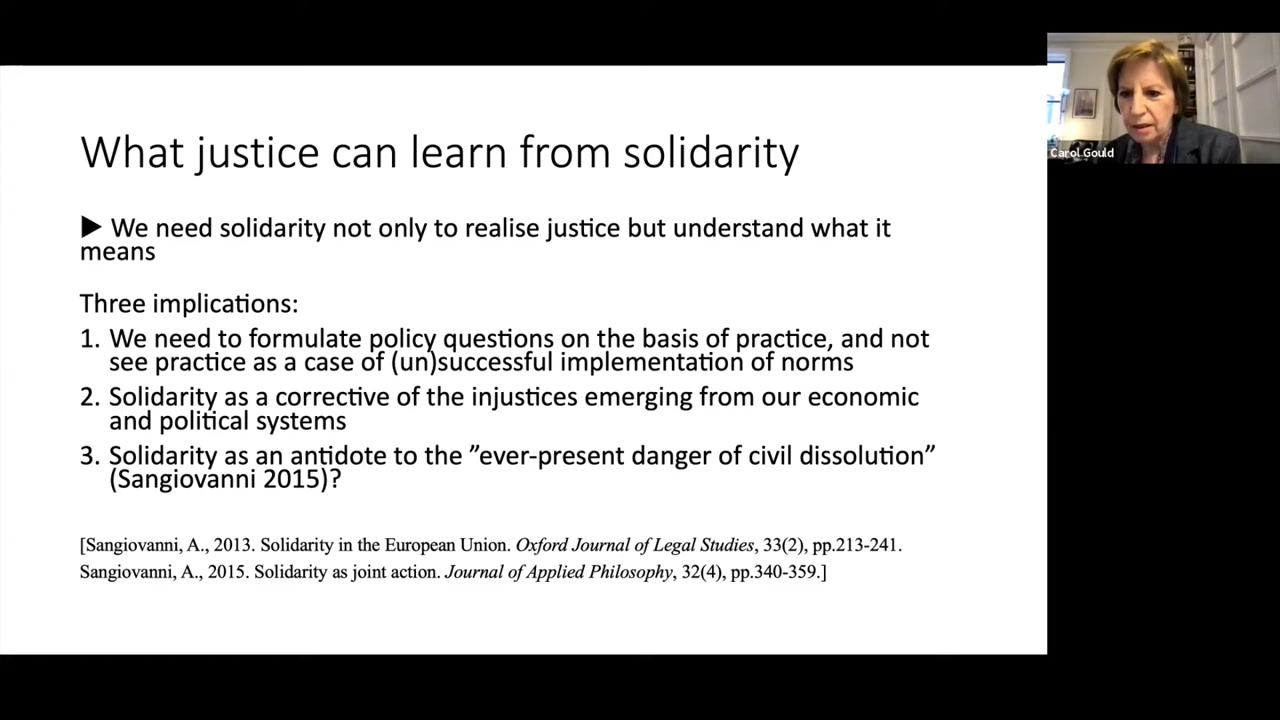 What justice can learn from solidarity
▶ We need solidarity not only to realise justice but understand what it
means
Three implications:
1. We need to formulate policy questions on the basis of practice, and not
see practice as a case of (un)successful implementation of norms
2. Solidarity as a corrective of the injustices emerging from our economic
and political systems
3. Solidarity as an antidote to the ”ever-present danger of civil dissolution”
(Sangiovanni 2015)?
[Sangiovanni, A., 2013. Solidarity in the European Union. Oxford Journal of Legal Studies, 33(2), pp.213-241.
Sangiovanni, A., 2015. Solidarity as joint action. Journal of Applied Philosophy, 32(4), pp.340-359.]
Carol Gould